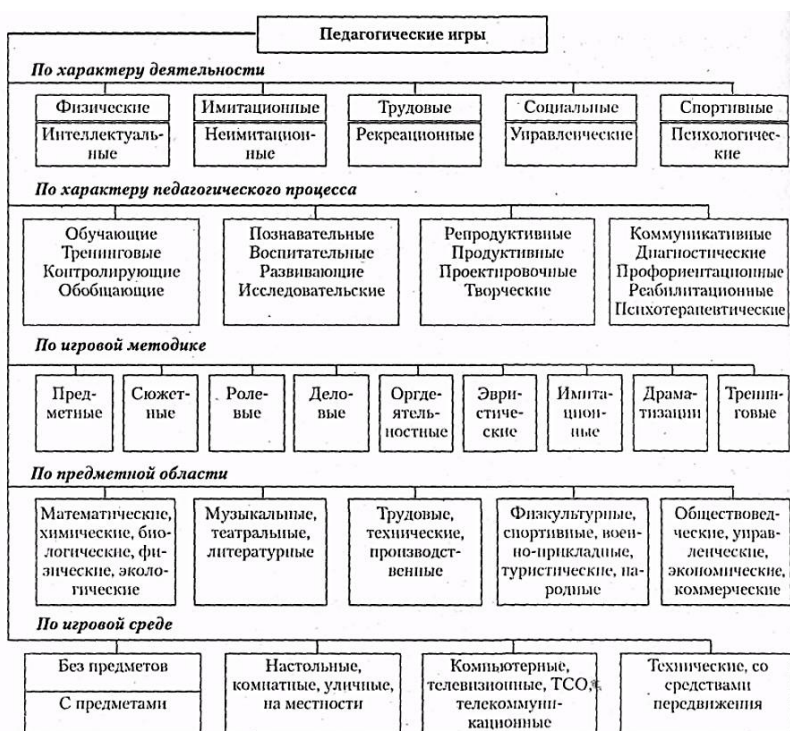 Педагогические игры
По характеру деятельности
Физические
Интеллектуаль-
ные
Имитационные
Неимитацион-
ные
Трудовые
Рекреационные
Социальные
Управленческие
Спортивные
Психологичес-
кие
По характеру педагогического процесса
Обучающие
Тренинговые
Контролирующие
Обобщающие
Познавательные
Воспитательные
Развивающие
Исследовательские
Репродуктивные
Продуктивные
Проектировочные
Творческие
Коммуникативные
Диагностические
Профориентационные
Реабилитационные
Психотерапевтические
По игровой методике
Пред-
метные
Сюжет-
ные
Роле-
вые
Дело-
вые
Оргде-
ятель-
ностные
Эври-
стиче-
ские
Имита-
цион-
ные
Драма-
тизации
Тренин-
говые
По предметной области
Математические,
химические, био-
логические, фи-
зические, эколо-
гические
Музыкальные,
театральные,
литературные
Трудовые,
технические,
производст-
венные
Физкультурные,
спортивные, воен-
но-прикладные,
туристические, на-
родные
Обществовед-
ческие, управ-
ленческие,
экономические,
коммерческие
По игровой среде
Без предметов
С предметами
Настольные,
комнатные, уличные,
на местности
Компьютерные,
телевизионные, ТСО,
телекоммуни-
кационные
Технические, со
средствами
передвижения